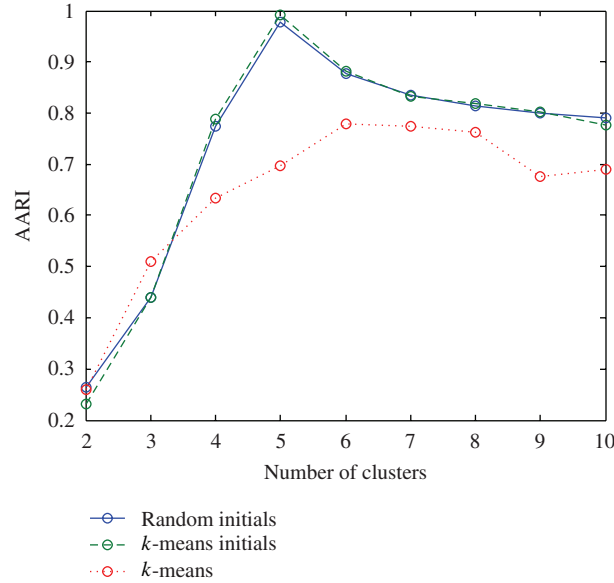 1
0.9
0.8
0.7
0.6
0.5
0.4
0.3
0.2
AARI
2 3 4 5 6 7 8 9 10
Number of clusters
Random initials
k-means initials
k-means